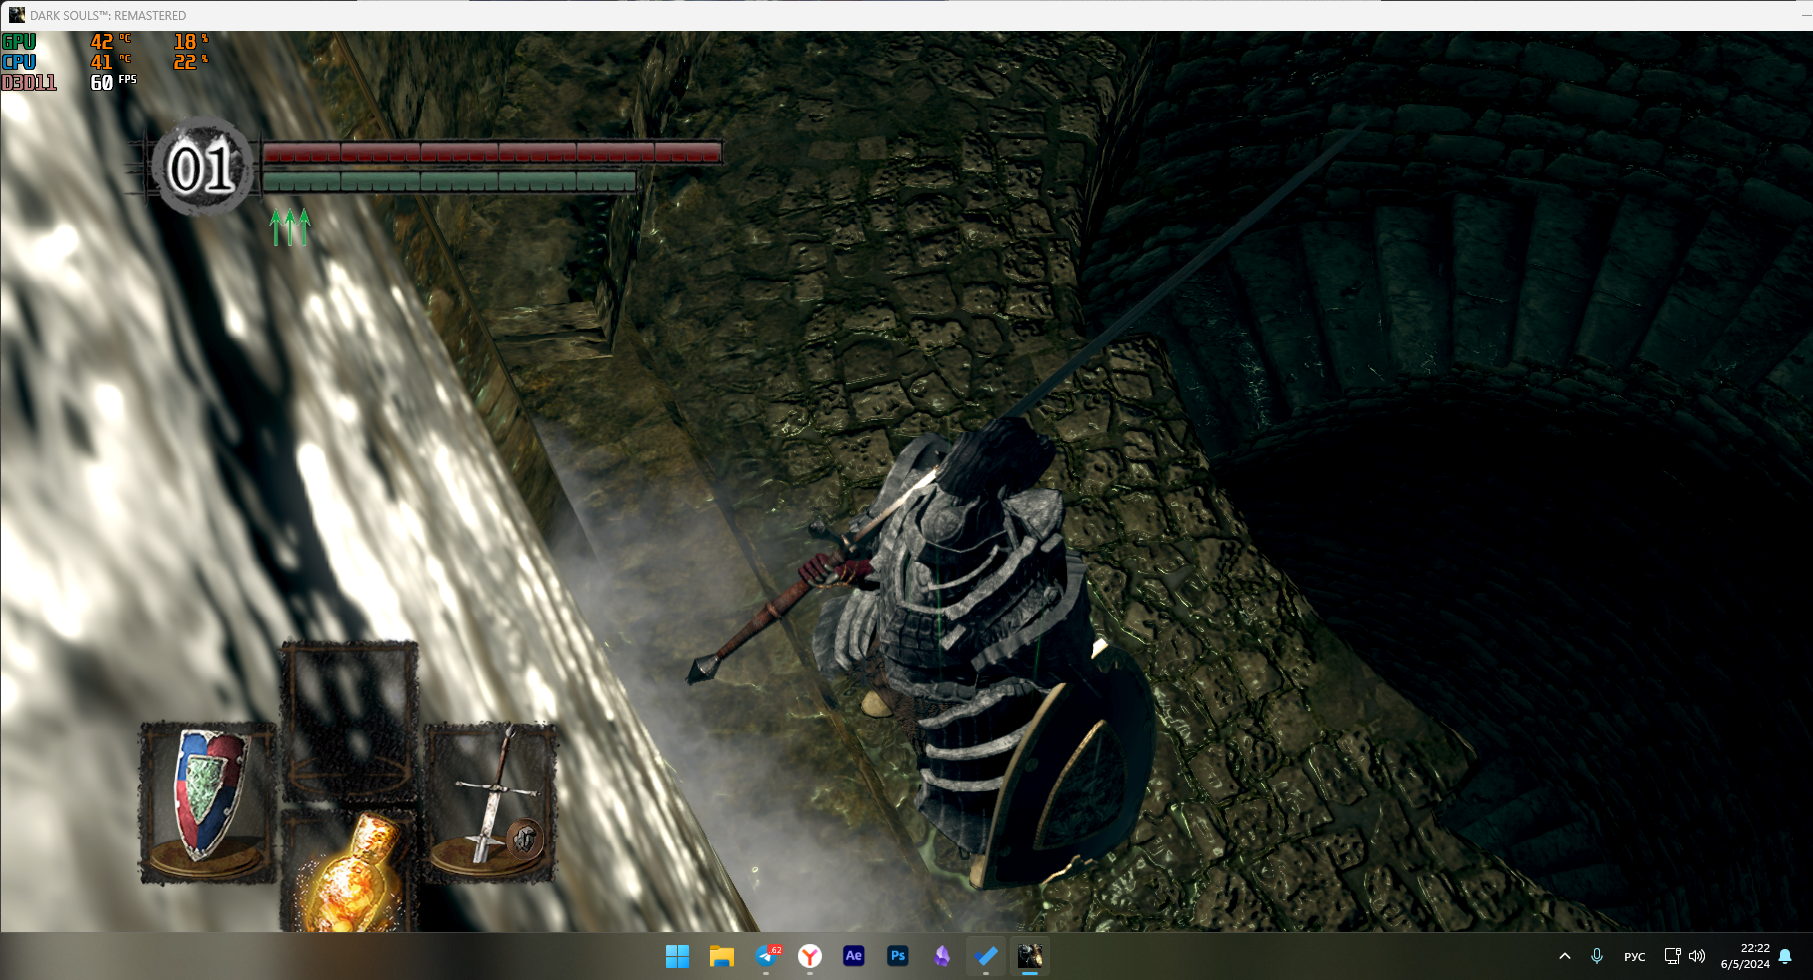 DARK SOULS™: REMASTERED
GPU 42 °C 18 %
CPU 41 °C 22 %
D3D11 60 FPS
01
62
Y
Ae
Ps
РУС
22:22
6/5/2024